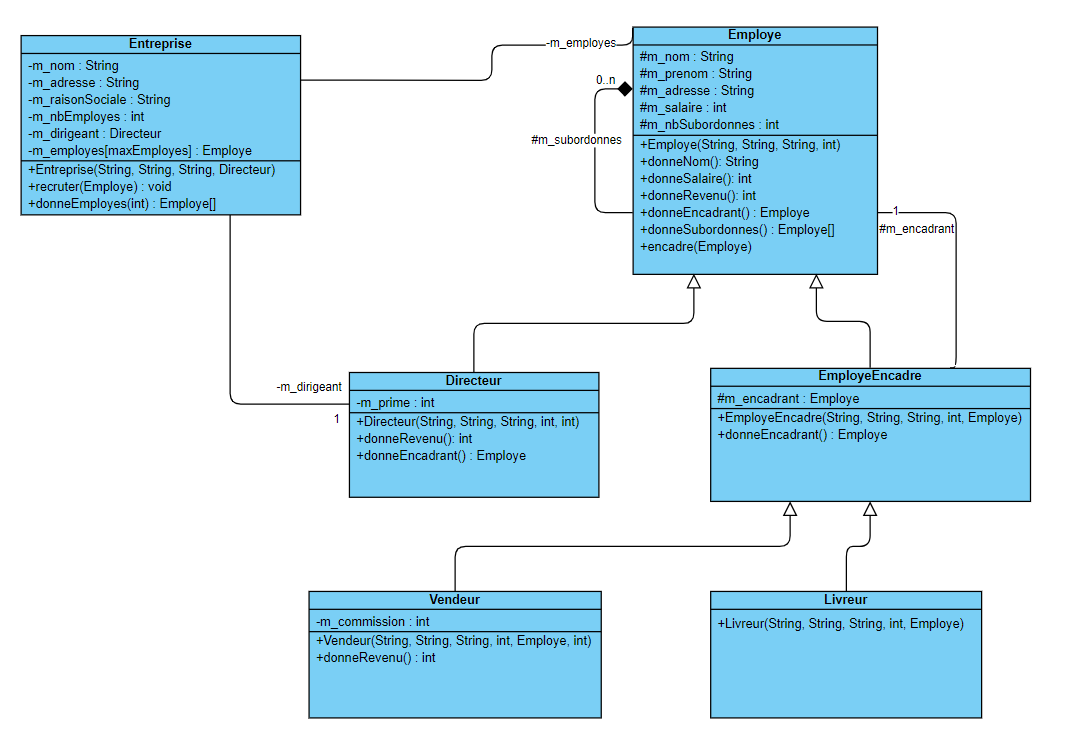 Entreprise
-m_nom : String
-m_adresse : String
-m_raisonSociale : String
-m_nbEmployes : int
-m_dirigeant : Directeur
-m_employes[maxEmployes] : Employe
+Entreprise(String, String, String, Directeur)
+recruter(Employe) : void
+donneEmployes(int) : Employe[]
-m_employes
Employe
#m_nom : String
#m_prenom : String
#m_adresse : String
#m_salaire : int
#m_nbSubordonnes : int
+Employe(String, String, String, int)
+donneNom(): String
+donneSalaire(): int
+donneRevenu(): int
+donneEncadrant() : Employe
+donneSubordonnes() : Employe[]
+encadre(Employe)
0..n
#m_subordonnes
1
#m_encadrant
-m_dirigeant
1
Directeur
-m_prime : int
+Directeur(String, String, String, int, int)
+donneRevenu(): int
+donneEncadrant() : Employe
EmployeEncadre
#m_encadrant : Employe
+EmployeEncadre(String, String, String, int, Employe)
+donneEncadrant() : Employe
Vendeur
-m_commission : int
+Vendeur(String, String, String, int, Employe, int)
+donneRevenu() : int
Livreur
+Livreur(String, String, String, int, Employe)